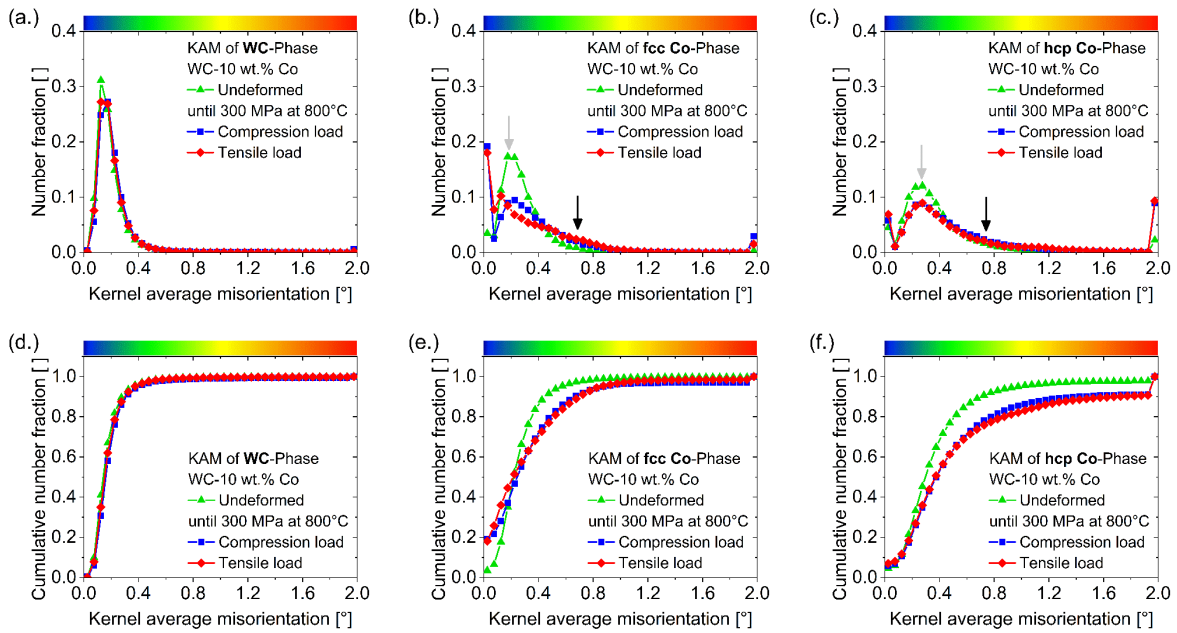 (a.)
0.4
0.3
0.2
0.1
0.0
Number fraction [ ]
KAM of WC-Phase
WC-10 wt.% Co
Undeformed
until 300 MPa at 800°C
Compression load
Tensile load
0.0 0.4 0.8 1.2 1.6 2.0
Kernel average misorientation [°]
(b.)
0.4
0.3
0.2
0.1
0.0
Number fraction [ ]
KAM of fcc Co-Phase
WC-10 wt.% Co
Undeformed
until 300 MPa at 800°C
Compression load
Tensile load
0.0 0.4 0.8 1.2 1.6 2.0
Kernel average misorientation [°]
(c.)
0.4
0.3
0.2
0.1
0.0
Number fraction [ ]
KAM of hcp Co-Phase
WC-10 wt.% Co
Undeformed
until 300 MPa at 800°C
Compression load
Tensile load
0.0 0.4 0.8 1.2 1.6 2.0
Kernel average misorientation [°]
(d.)
1.0
0.8
0.6
0.4
0.2
0.0
Cumulative number fraction [ ]
KAM of WC-Phase
WC-10 wt.% Co
Undeformed
until 300 MPa at 800°C
Compression load
Tensile load
0.0 0.4 0.8 1.2 1.6 2.0
Kernel average misorientation [°]
(e.)
1.0
0.8
0.6
0.4
0.2
0.0
Cumulative number fraction [ ]
KAM of fcc Co-Phase
WC-10 wt.% Co
Undeformed
until 300 MPa at 800°C
Compression load
Tensile load
0.0 0.4 0.8 1.2 1.6 2.0
Kernel average misorientation [°]
(f.)
1.0
0.8
0.6
0.4
0.2
0.0
Cumulative number fraction [ ]
KAM of hcp Co-Phase
WC-10 wt.% Co
Undeformed
until 300 MPa at 800°C
Compression load
Tensile load
0.0 0.4 0.8 1.2 1.6 2.0
Kernel average misorientation [°]